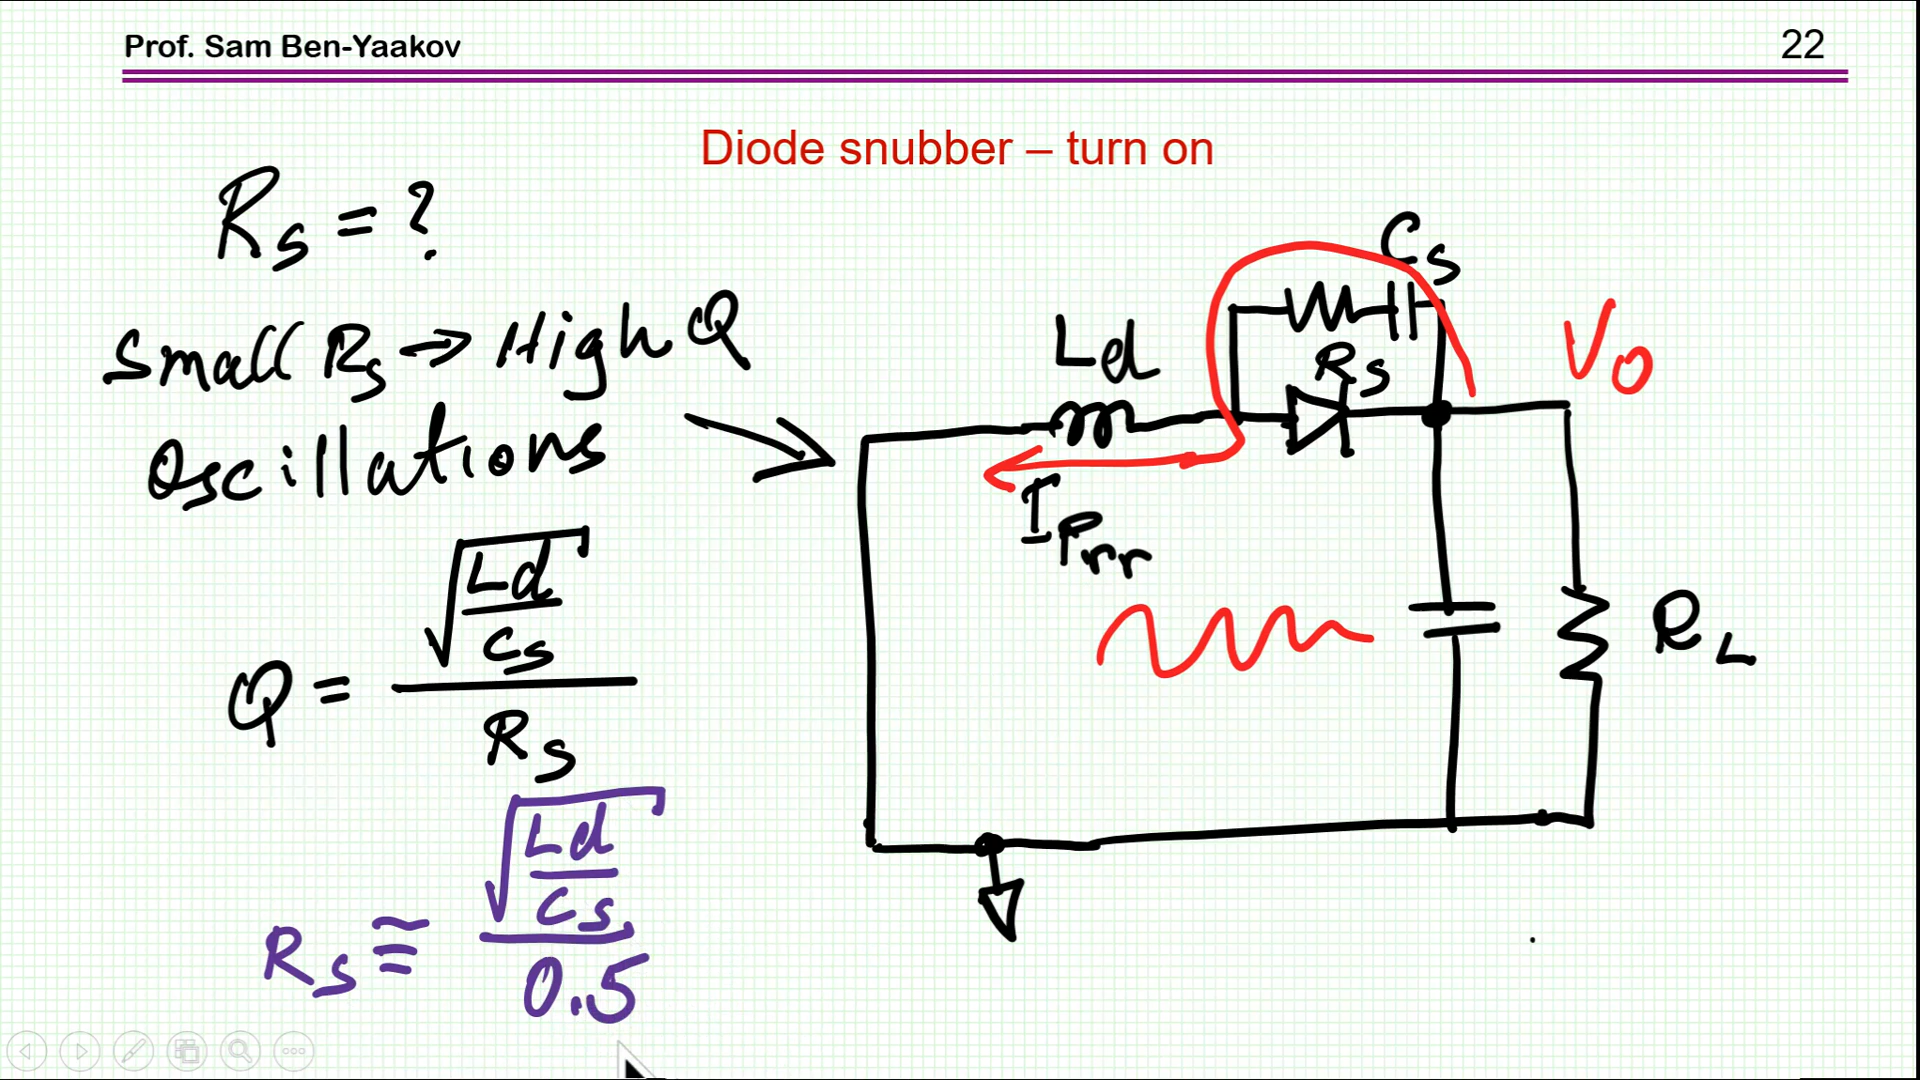 Prof. Sam Ben-Yaakov
22
Diode snubber – turn on
Rs = ?
Small Rs → High Q
Oscillations
Q = √(Ld/Cs) / Rs
Rs ≅ √(Ld/Cs) / 0.5
Cs
Rs
Ld
Vo
IPrr
RL